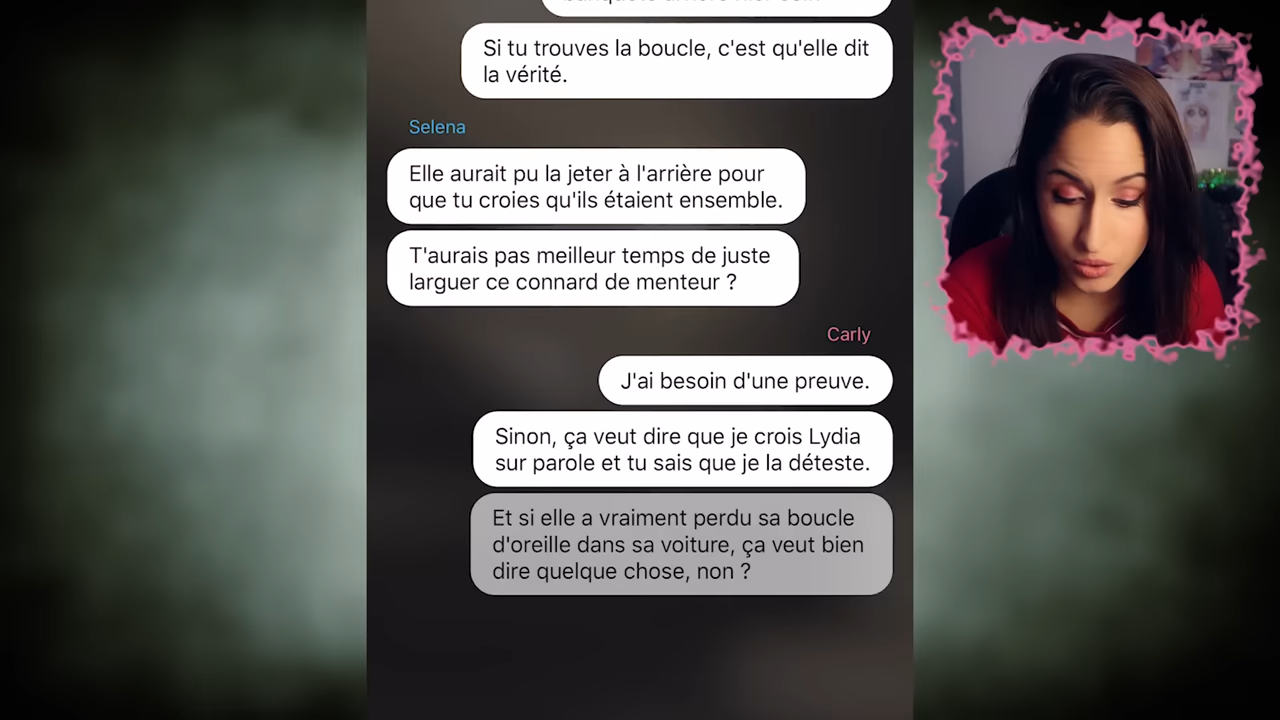 Si tu trouves la boucle, c'est qu'elle dit
la vérité.
Selena
Elle aurait pu la jeter à l'arrière pour
que tu croies qu'ils étaient ensemble.
T'aurais pas meilleur temps de juste
larguer ce connard de menteur ?
Carly
J'ai besoin d'une preuve.
Sinon, ça veut dire que je crois Lydia
sur parole et tu sais que je la déteste.
Et si elle a vraiment perdu sa boucle
d'oreille dans sa voiture, ça veut bien
dire quelque chose, non ?